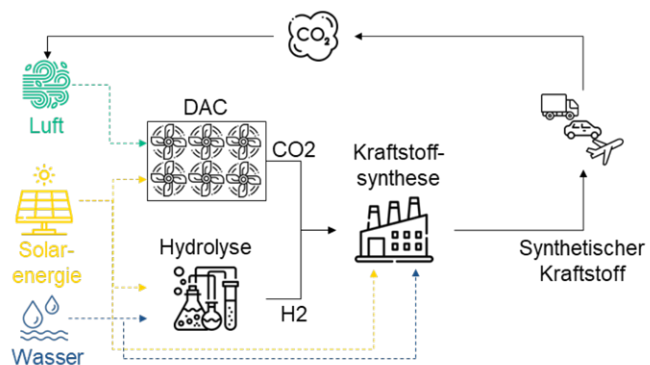 CO2
DAC
Luft
CO2
Kraftstoff-
synthese
Solar-
energie
Hydrolyse
Synthetischer
Kraftstoff
H2
Wasser